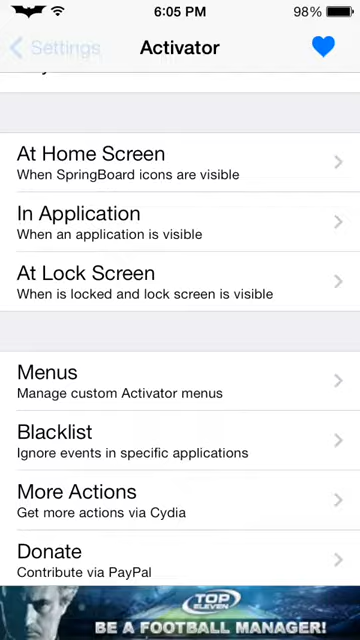 6:05 PM
98%
Settings
Activator
At Home Screen
When SpringBoard icons are visible
In Application
When an application is visible
At Lock Screen
When is locked and lock screen is visible
Menus
Manage custom Activator menus
Blacklist
Ignore events in specific applications
More Actions
Get more actions via Cydia
Donate
Contribute via PayPal
TOP
ELEVEN
BE A FOOTBALL MANAGER!